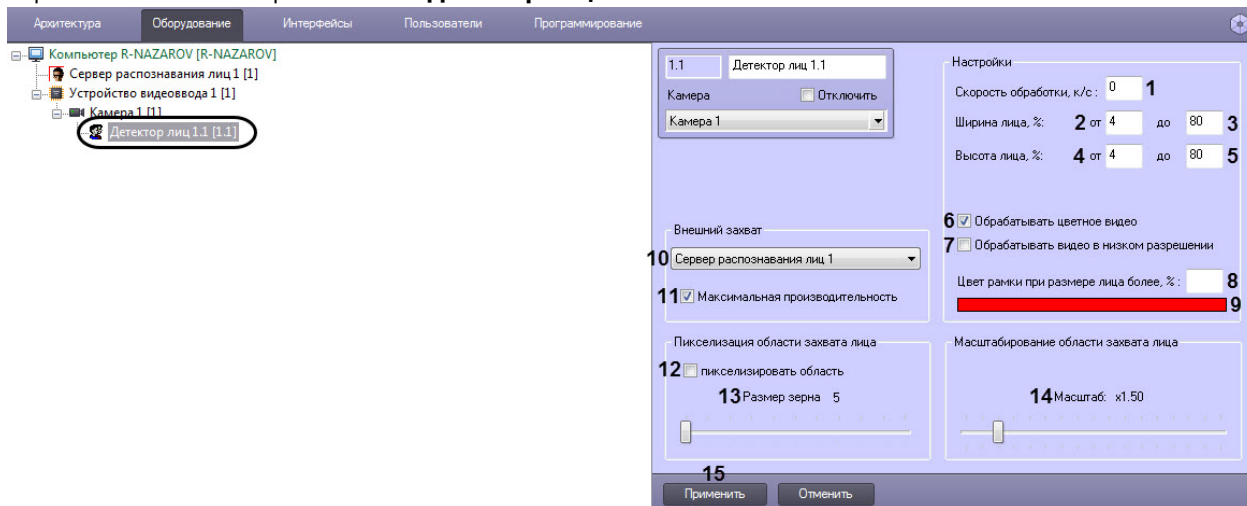 Архитектура Оборудование Интерфейсы Пользователи Программирование
Компьютер R-NAZAROV [R-NAZAROV]
Сервер распознавания лиц 1 [1]
Устройство видеоввода 1 [1]
Камера 1 [1]
Детектор лиц 1.1 [1.1]
1.1 Детектор лиц 1.1
Камера Отключить
Камера 1
Настройки
Скорость обработки, к/с : 0 1
Ширина лица, %: 2 от 4 до 80 3
Высота лица, %: 4 от 4 до 80 5
6 Обрабатывать цветное видео
7 Обрабатывать видео в низком разрешении
Цвет рамки при размере лица более, % : 8
9
Внешний захват
10 Сервер распознавания лиц 1
11 Максимальная производительность
Пикселизация области захвата лица
12 пикселизировать область
13 Размер зерна 5
Масштабирование области захвата лица
14 Масштаб: x1.50
15
Применить Отменить